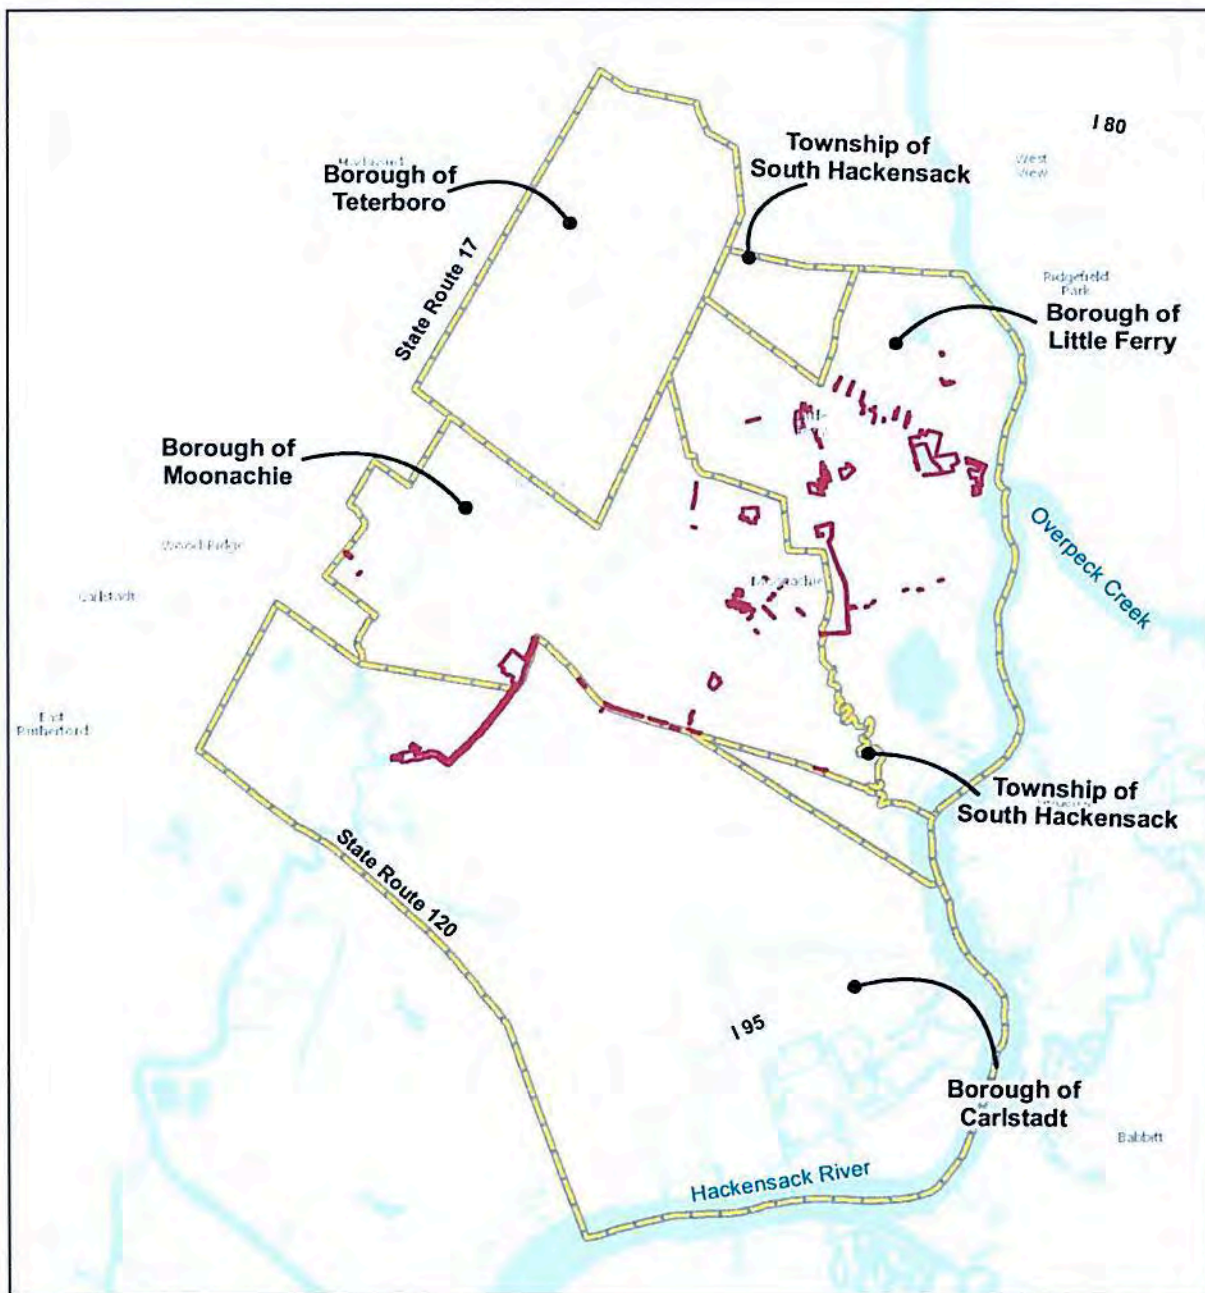 I 80
Township of
South Hackensack
West
View
Borough of
Teterboro
State Route 17
Ridgefield
Park
Borough of
Little Ferry
Borough of
Moonachie
Overpeck Creek
Wood-Ridge
Carlstadt
Moonachie
East
Rutherford
Township of
South Hackensack
State Route 120
I 95
Borough of
Carlstadt
Babbitt
Hackensack River